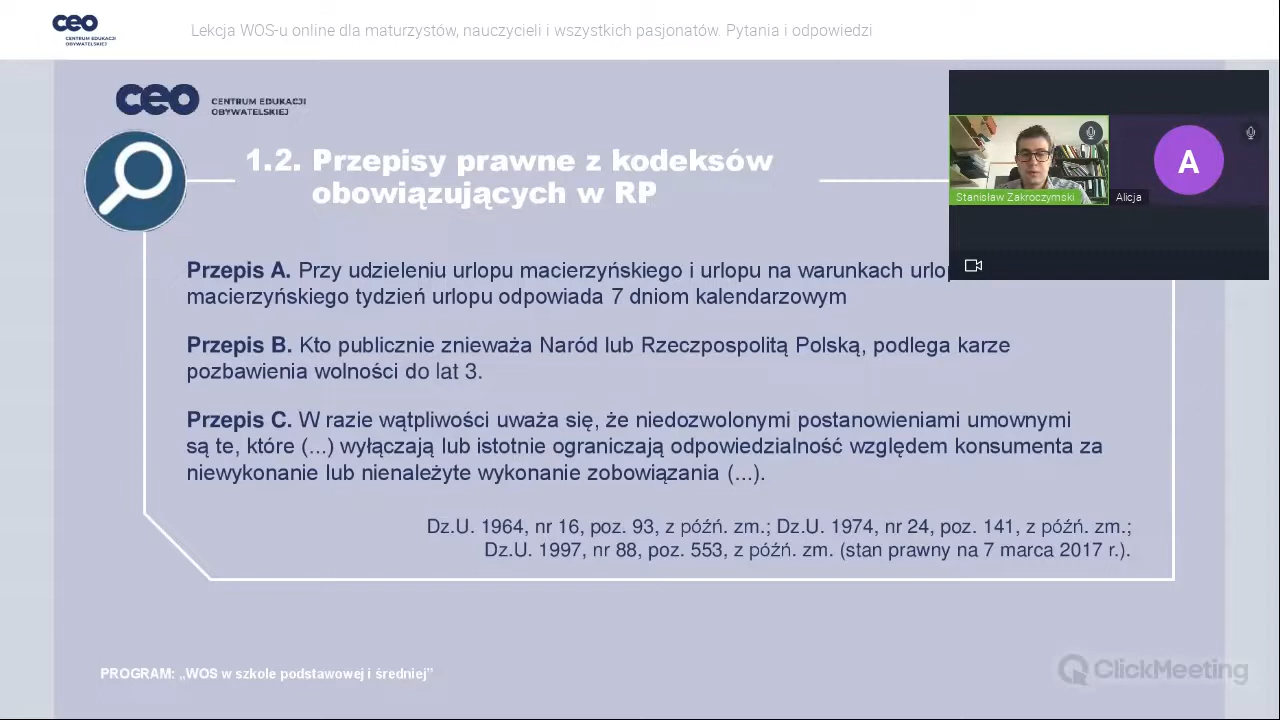 ceo
CENTRUM EDUKACJI
OBYWATELSKIEJ
Lekcja WOS-u online dla maturzystów, nauczycieli i wszystkich pasjonatów. Pytania i odpowiedzi
ceo
CENTRUM EDUKACJI
OBYWATELSKIEJ
1.2. Przepisy prawne z kodeksów
obowiązujących w RP
A
Stanisław Zakroczymski
Alicja
Przepis A. Przy udzieleniu urlopu macierzyńskiego i urlopu na warunkach
macierzyńskiego tydzień urlopu odpowiada 7 dniom kalendarzowym
Przepis B. Kto publicznie znieważa Naród lub Rzeczpospolitą Polską, podlega karze
pozbawienia wolności do lat 3.
Przepis C. W razie wątpliwości uważa się, że niedozwolonymi postanowieniami umownymi
są te, które (...) wyłączają lub istotnie ograniczają odpowiedzialność względem konsumenta za
niewykonanie lub nienależyte wykonanie zobowiązania (...).
Dz.U. 1964, nr 16, poz. 93, z późń. zm.; Dz.U. 1974, nr 24, poz. 141, z późń. zm.;
Dz.U. 1997, nr 88, poz. 553, z późń. zm. (stan prawny na 7 marca 2017 r.).
PROGRAM: „WOS w szkole podstawowej i średniej”
ClickMeeting